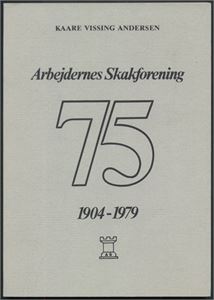 KAARE VISSING ANDERSEN
Arbejdernes Skakforening
75
1904-1979
A S